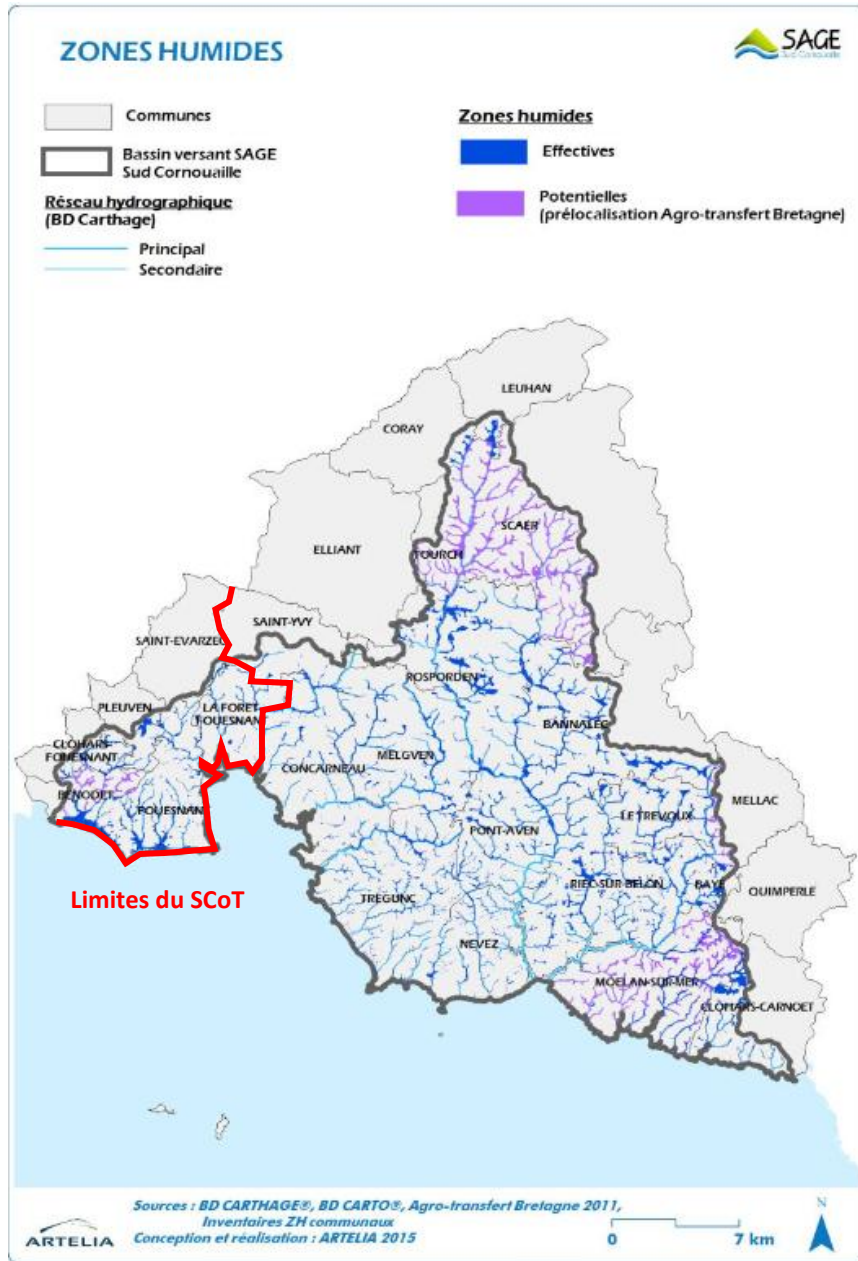 ZONES HUMIDES
SAGE
Sud Cornouaille
Communes
Bassin versant SAGE
Sud Cornouaille
Réseau hydrographique
(BD Carthage)
Principal
Secondaire
Zones humides
Effectives
Potentielles
(prélocalisation Agro-transfert Bretagne)
LEUHAN
CORAY
SCAER
ELLIANT
TOURCH
SAINT-YVY
SAINT-EVARZEC
ROSPORDEN
PLEUVEN
LA FORET
FOUESNAN
BANNALEC
CLOHARS
FOUESNANT
MELGVEN
CONCARNEAU
BENODET
FOUESNAN
MELLAC
LE TREVOUX
PONT-AVEN
RIEC-SUR-BELON
BAYE
QUIMPERLE
Limites du SCoT
TREGUNC
NEVEZ
MOELAN-SUR-MER
CLOHARS-CARNOET
Sources : BD CARTHAGE®, BD CARTO®, Agro-transfert Bretagne 2011,
Inventaires ZH communaux
Conception et réalisation : ARTELIA 2015
ARTELIA
0 7 km
N